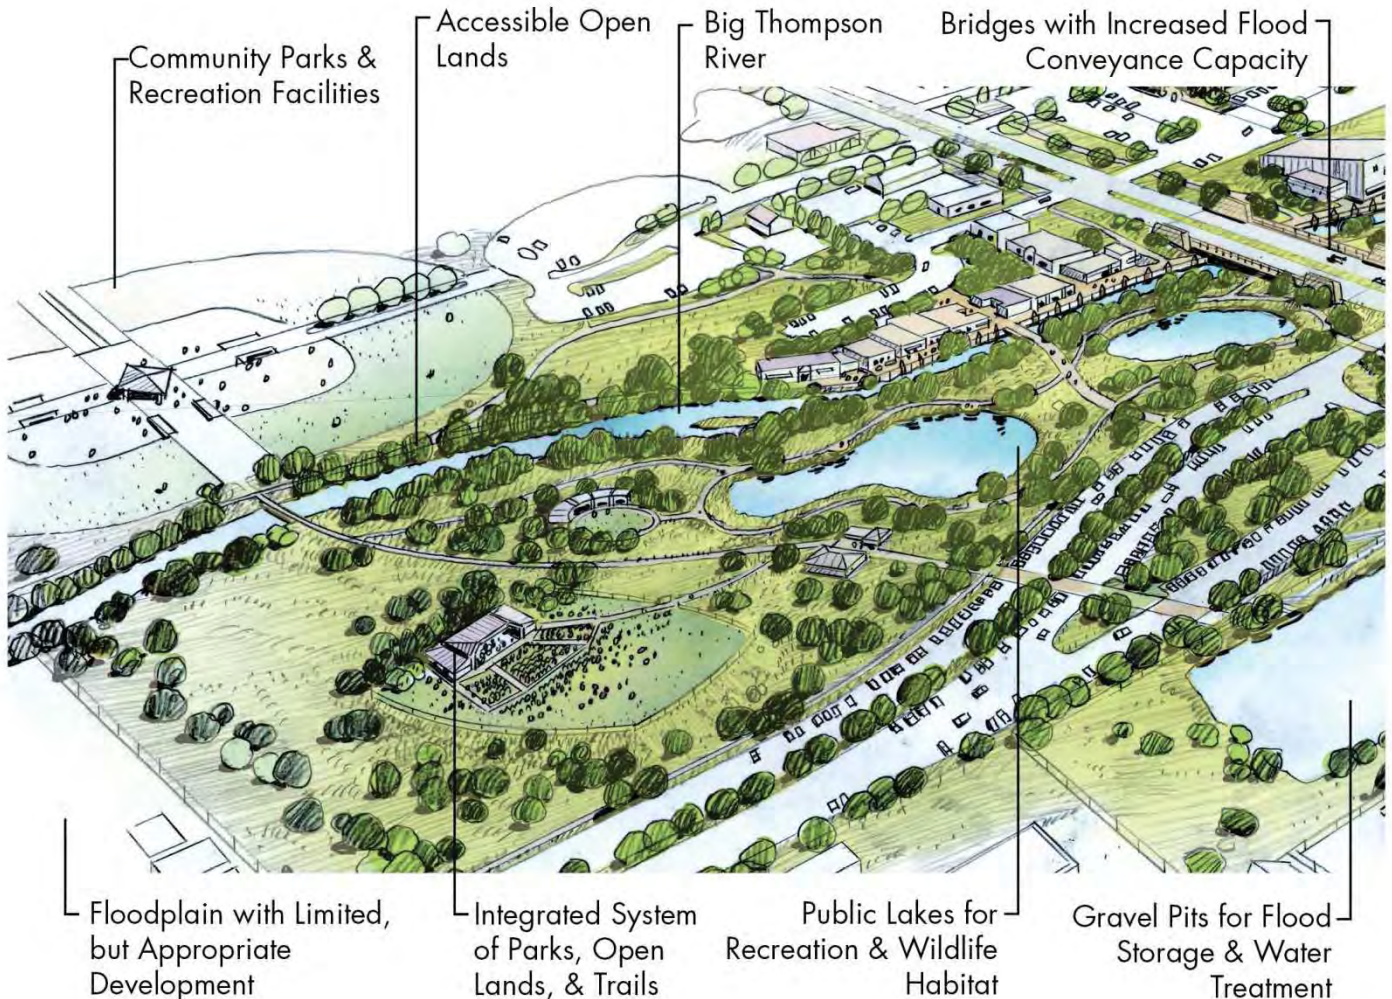 Community Parks &
Recreation Facilities
Accessible Open
Lands
Big Thompson
River
Bridges with Increased Flood
Conveyance Capacity
Floodplain with Limited,
but Appropriate
Development
Integrated System
of Parks, Open
Lands, & Trails
Public Lakes for
Recreation & Wildlife
Habitat
Gravel Pits for Flood
Storage & Water
Treatment